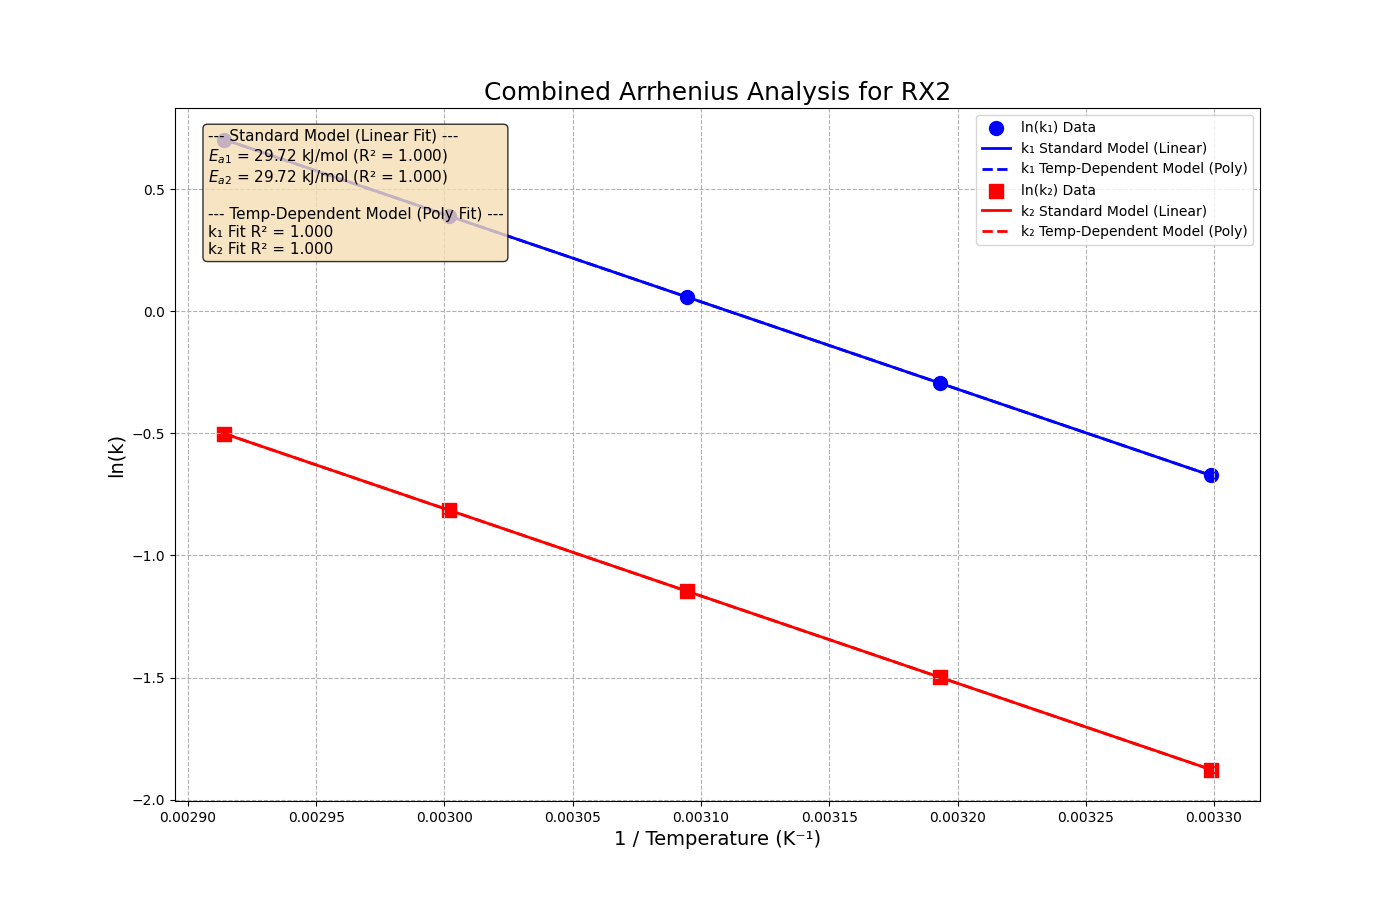 Combined Arrhenius Analysis for RX2
--- Standard Model (Linear Fit) ---
Eₐ₁ = 29.72 kJ/mol (R² = 1.000)
Eₐ₂ = 29.72 kJ/mol (R² = 1.000)
--- Temp-Dependent Model (Poly Fit) ---
k₁ Fit R² = 1.000
k₂ Fit R² = 1.000
ln(k₁) Data
k₁ Standard Model (Linear)
k₁ Temp-Dependent Model (Poly)
ln(k₂) Data
k₂ Standard Model (Linear)
k₂ Temp-Dependent Model (Poly)
ln(k)
0.5
0.0
−0.5
−1.0
−1.5
−2.0
0.00290 0.00295 0.00300 0.00305 0.00310 0.00315 0.00320 0.00325 0.00330
1 / Temperature (K⁻¹)